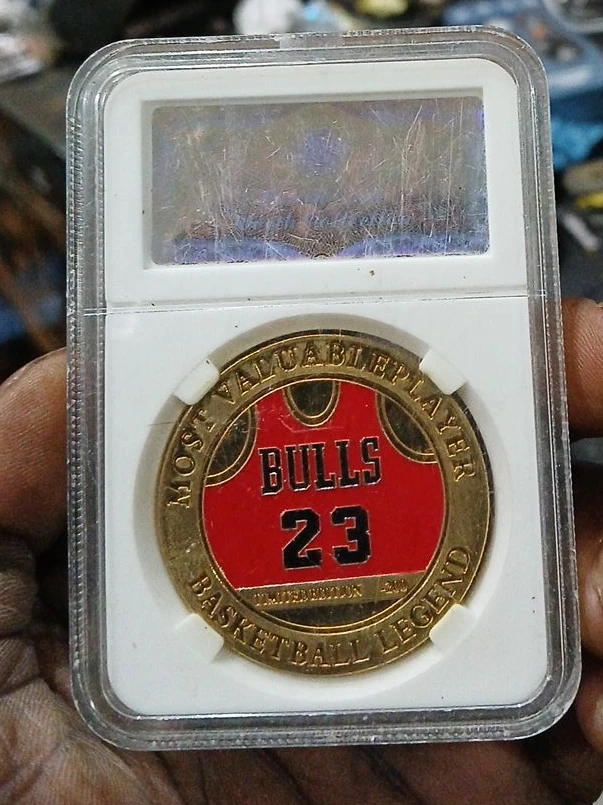 MOST VALUABLEPLAYER
BULLS
23
LIMITED EDITION
BASKETBALL LEGEND